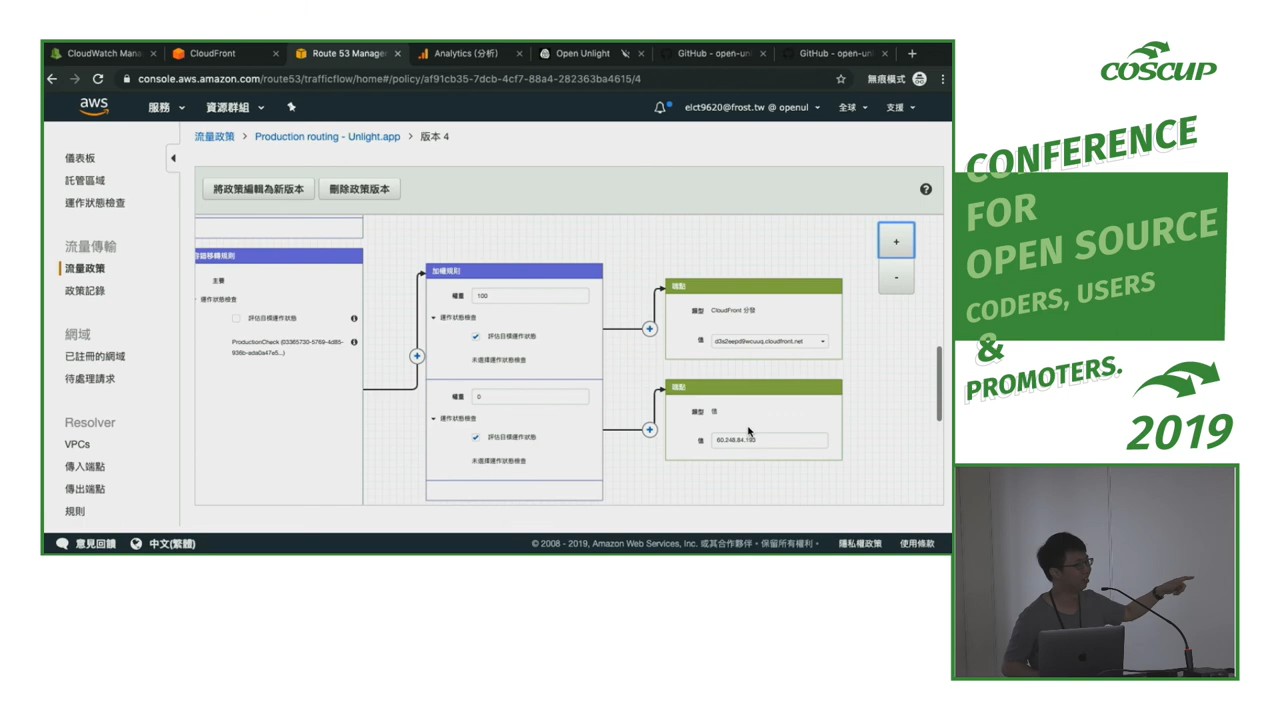 CloudWatch Mana
CloudFront
Route 53 Manage
Analytics (分析)
Open Unlight
GitHub - open-un
GitHub - open-un
console.aws.amazon.com/route53/trafficflow/home#/policy/af91cb35-7dcb-4cf7-88a4-282363ba4615/4
無痕模式
aws
服務
資源群組
elct9620@frost.tw @ openul
全球
支援
流量政策 > Production routing - Unlight.app > 版本 4
儀表板
託管區域
運作狀態檢查
流量傳輸
流量政策
政策記錄
網域
已註冊的網域
待處理請求
Resolver
VPCs
傳入端點
傳出端點
規則
將政策編輯為新版本
刪除政策版本
容錯移轉規則
主要
運作狀態檢查
評估目標運作狀態
加權規則
權重 100
運作狀態檢查
評估目標運作狀態
未選擇運作狀態檢查
權重 0
運作狀態檢查
評估目標運作狀態
未選擇運作狀態檢查
端點
類型 CloudFront 分發
值 d3s2eepd9wcuuq.cloudfront.net
端點
類型 值
值 60.248.84.193
意見回饋
中文(繁體)
© 2008 - 2019, Amazon Web Services, Inc. 或其合作夥伴。保留所有權利。
隱私權政策
使用條款
COSCUP
CONFERENCE
FOR
OPEN SOURCE
CODERS, USERS
&
PROMOTERS.
2019